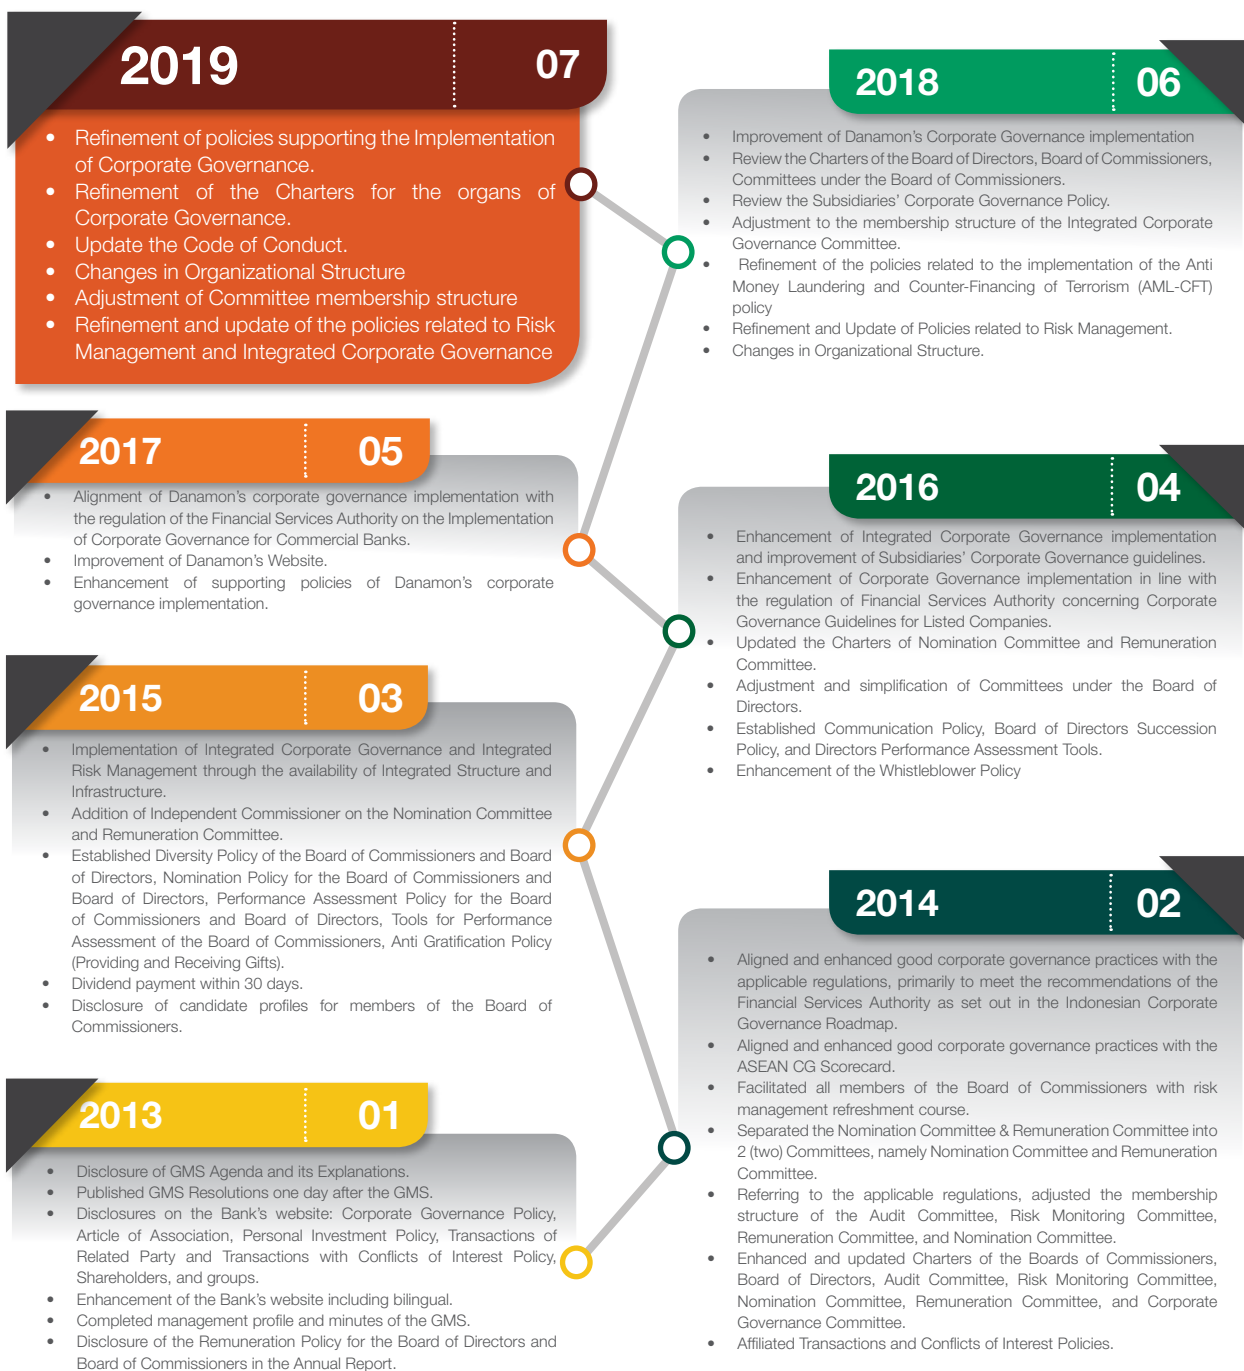 2019 07
• Refinement of policies supporting the Implementation
of Corporate Governance.
• Refinement of the Charters for the organs of
Corporate Governance.
• Update the Code of Conduct.
• Changes in Organizational Structure
• Adjustment of Committee membership structure
• Refinement and update of the policies related to Risk
Management and Integrated Corporate Governance
2018 06
• Improvement of Danamon's Corporate Governance implementation
• Review the Charters of the Board of Directors, Board of Commissioners,
Committees under the Board of Commissioners.
• Review the Subsidiaries' Corporate Governance Policy.
• Adjustment to the membership structure of the Integrated Corporate
Governance Committee.
• Refinement of the policies related to the implementation of the Anti
Money Laundering and Counter-Financing of Terrorism (AML-CFT)
policy
• Refinement and Update of Policies related to Risk Management.
• Changes in Organizational Structure.
2017 05
• Alignment of Danamon's corporate governance implementation with
the regulation of the Financial Services Authority on the Implementation
of Corporate Governance for Commercial Banks.
• Improvement of Danamon's Website.
• Enhancement of supporting policies of Danamon's corporate
governance implementation.
2016 04
• Enhancement of Integrated Corporate Governance implementation
and improvement of Subsidiaries' Corporate Governance guidelines.
• Enhancement of Corporate Governance implementation in line with
the regulation of Financial Services Authority concerning Corporate
Governance Guidelines for Listed Companies.
• Updated the Charters of Nomination Committee and Remuneration
Committee.
• Adjustment and simplification of Committees under the Board of
Directors.
• Established Communication Policy, Board of Directors Succession
Policy, and Directors Performance Assessment Tools.
• Enhancement of the Whistleblower Policy
2015 03
• Implementation of Integrated Corporate Governance and Integrated
Risk Management through the availability of Integrated Structure and
Infrastructure.
• Addition of Independent Commissioner on the Nomination Committee
and Remuneration Committee.
• Established Diversity Policy of the Board of Commissioners and Board
of Directors, Nomination Policy for the Board of Commissioners and
Board of Directors, Performance Assessment Policy for the Board
of Commissioners and Board of Directors, Tools for Performance
Assessment of the Board of Commissioners, Anti Gratification Policy
(Providing and Receiving Gifts).
• Dividend payment within 30 days.
• Disclosure of candidate profiles for members of the Board of
Commissioners.
2014 02
• Aligned and enhanced good corporate governance practices with the
applicable regulations, primarily to meet the recommendations of the
Financial Services Authority as set out in the Indonesian Corporate
Governance Roadmap.
• Aligned and enhanced good corporate governance practices with the
ASEAN CG Scorecard.
• Facilitated all members of the Board of Commissioners with risk
management refreshment course.
• Separated the Nomination Committee & Remuneration Committee into
2 (two) Committees, namely Nomination Committee and Remuneration
Committee.
• Referring to the applicable regulations, adjusted the membership
structure of the Audit Committee, Risk Monitoring Committee,
Remuneration Committee, and Nomination Committee.
• Enhanced and updated Charters of the Boards of Commissioners,
Board of Directors, Audit Committee, Risk Monitoring Committee,
Nomination Committee, Remuneration Committee, and Corporate
Governance Committee.
• Affiliated Transactions and Conflicts of Interest Policies.
2013 01
• Disclosure of GMS Agenda and its Explanations.
• Published GMS Resolutions one day after the GMS.
• Disclosures on the Bank's website: Corporate Governance Policy,
Article of Association, Personal Investment Policy, Transactions of
Related Party and Transactions with Conflicts of Interest Policy,
Shareholders, and groups.
• Enhancement of the Bank's website including bilingual.
• Completed management profile and minutes of the GMS.
• Disclosure of the Remuneration Policy for the Board of Directors and
Board of Commissioners in the Annual Report.